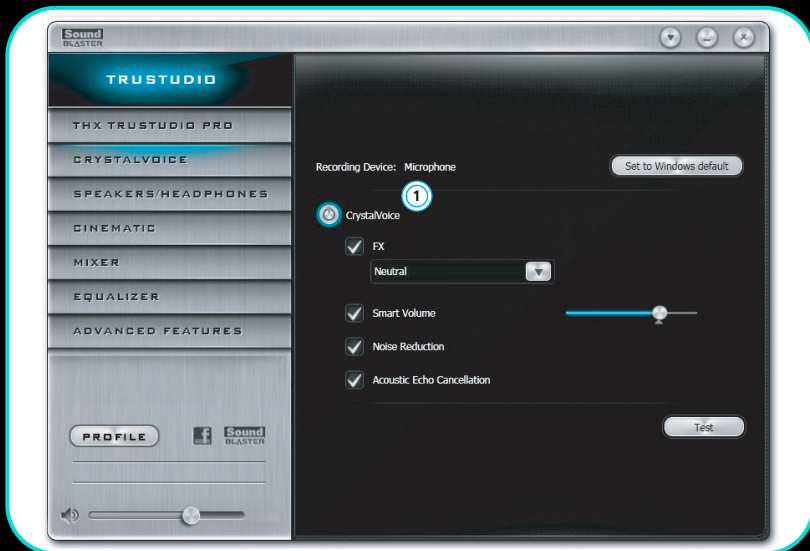 Sound
BLASTER
TRUSTUDIO
THX TRUSTUDIO PRO
CRYSTALVOICE
SPEAKERS/HEADPHONES
CINEMATIC
MIXER
EQUALIZER
ADVANCED FEATURES
PROFILE
f
Sound
BLASTER
Recording Device: Microphone
Set to Windows default
1
CrystalVoice
FX
Neutral
Smart Volume
Noise Reduction
Acoustic Echo Cancellation
Test